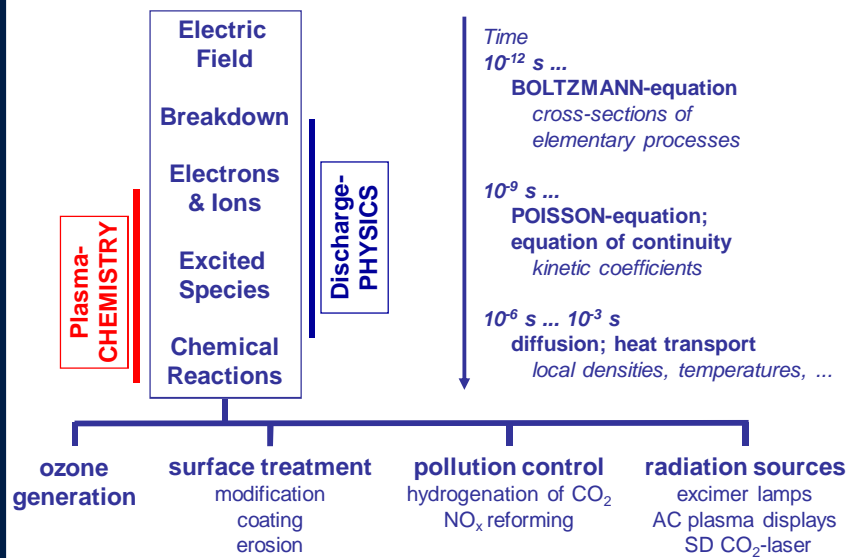 Electric
Field
Breakdown
Electrons
& Ions
Excited
Species
Chemical
Reactions
Plasma-
CHEMISTRY
Discharge-
PHYSICS
Time
10⁻¹² s ...
BOLTZMANN-equation
cross-sections of
elementary processes
10⁻⁹ s ...
POISSON-equation;
equation of continuity
kinetic coefficients
10⁻⁶ s ... 10⁻³ s
diffusion; heat transport
local densities, temperatures, ...
ozone
generation
surface treatment
modification
coating
erosion
pollution control
hydrogenation of CO₂
NOₓ reforming
radiation sources
excimer lamps
AC plasma displays
SD CO₂-laser